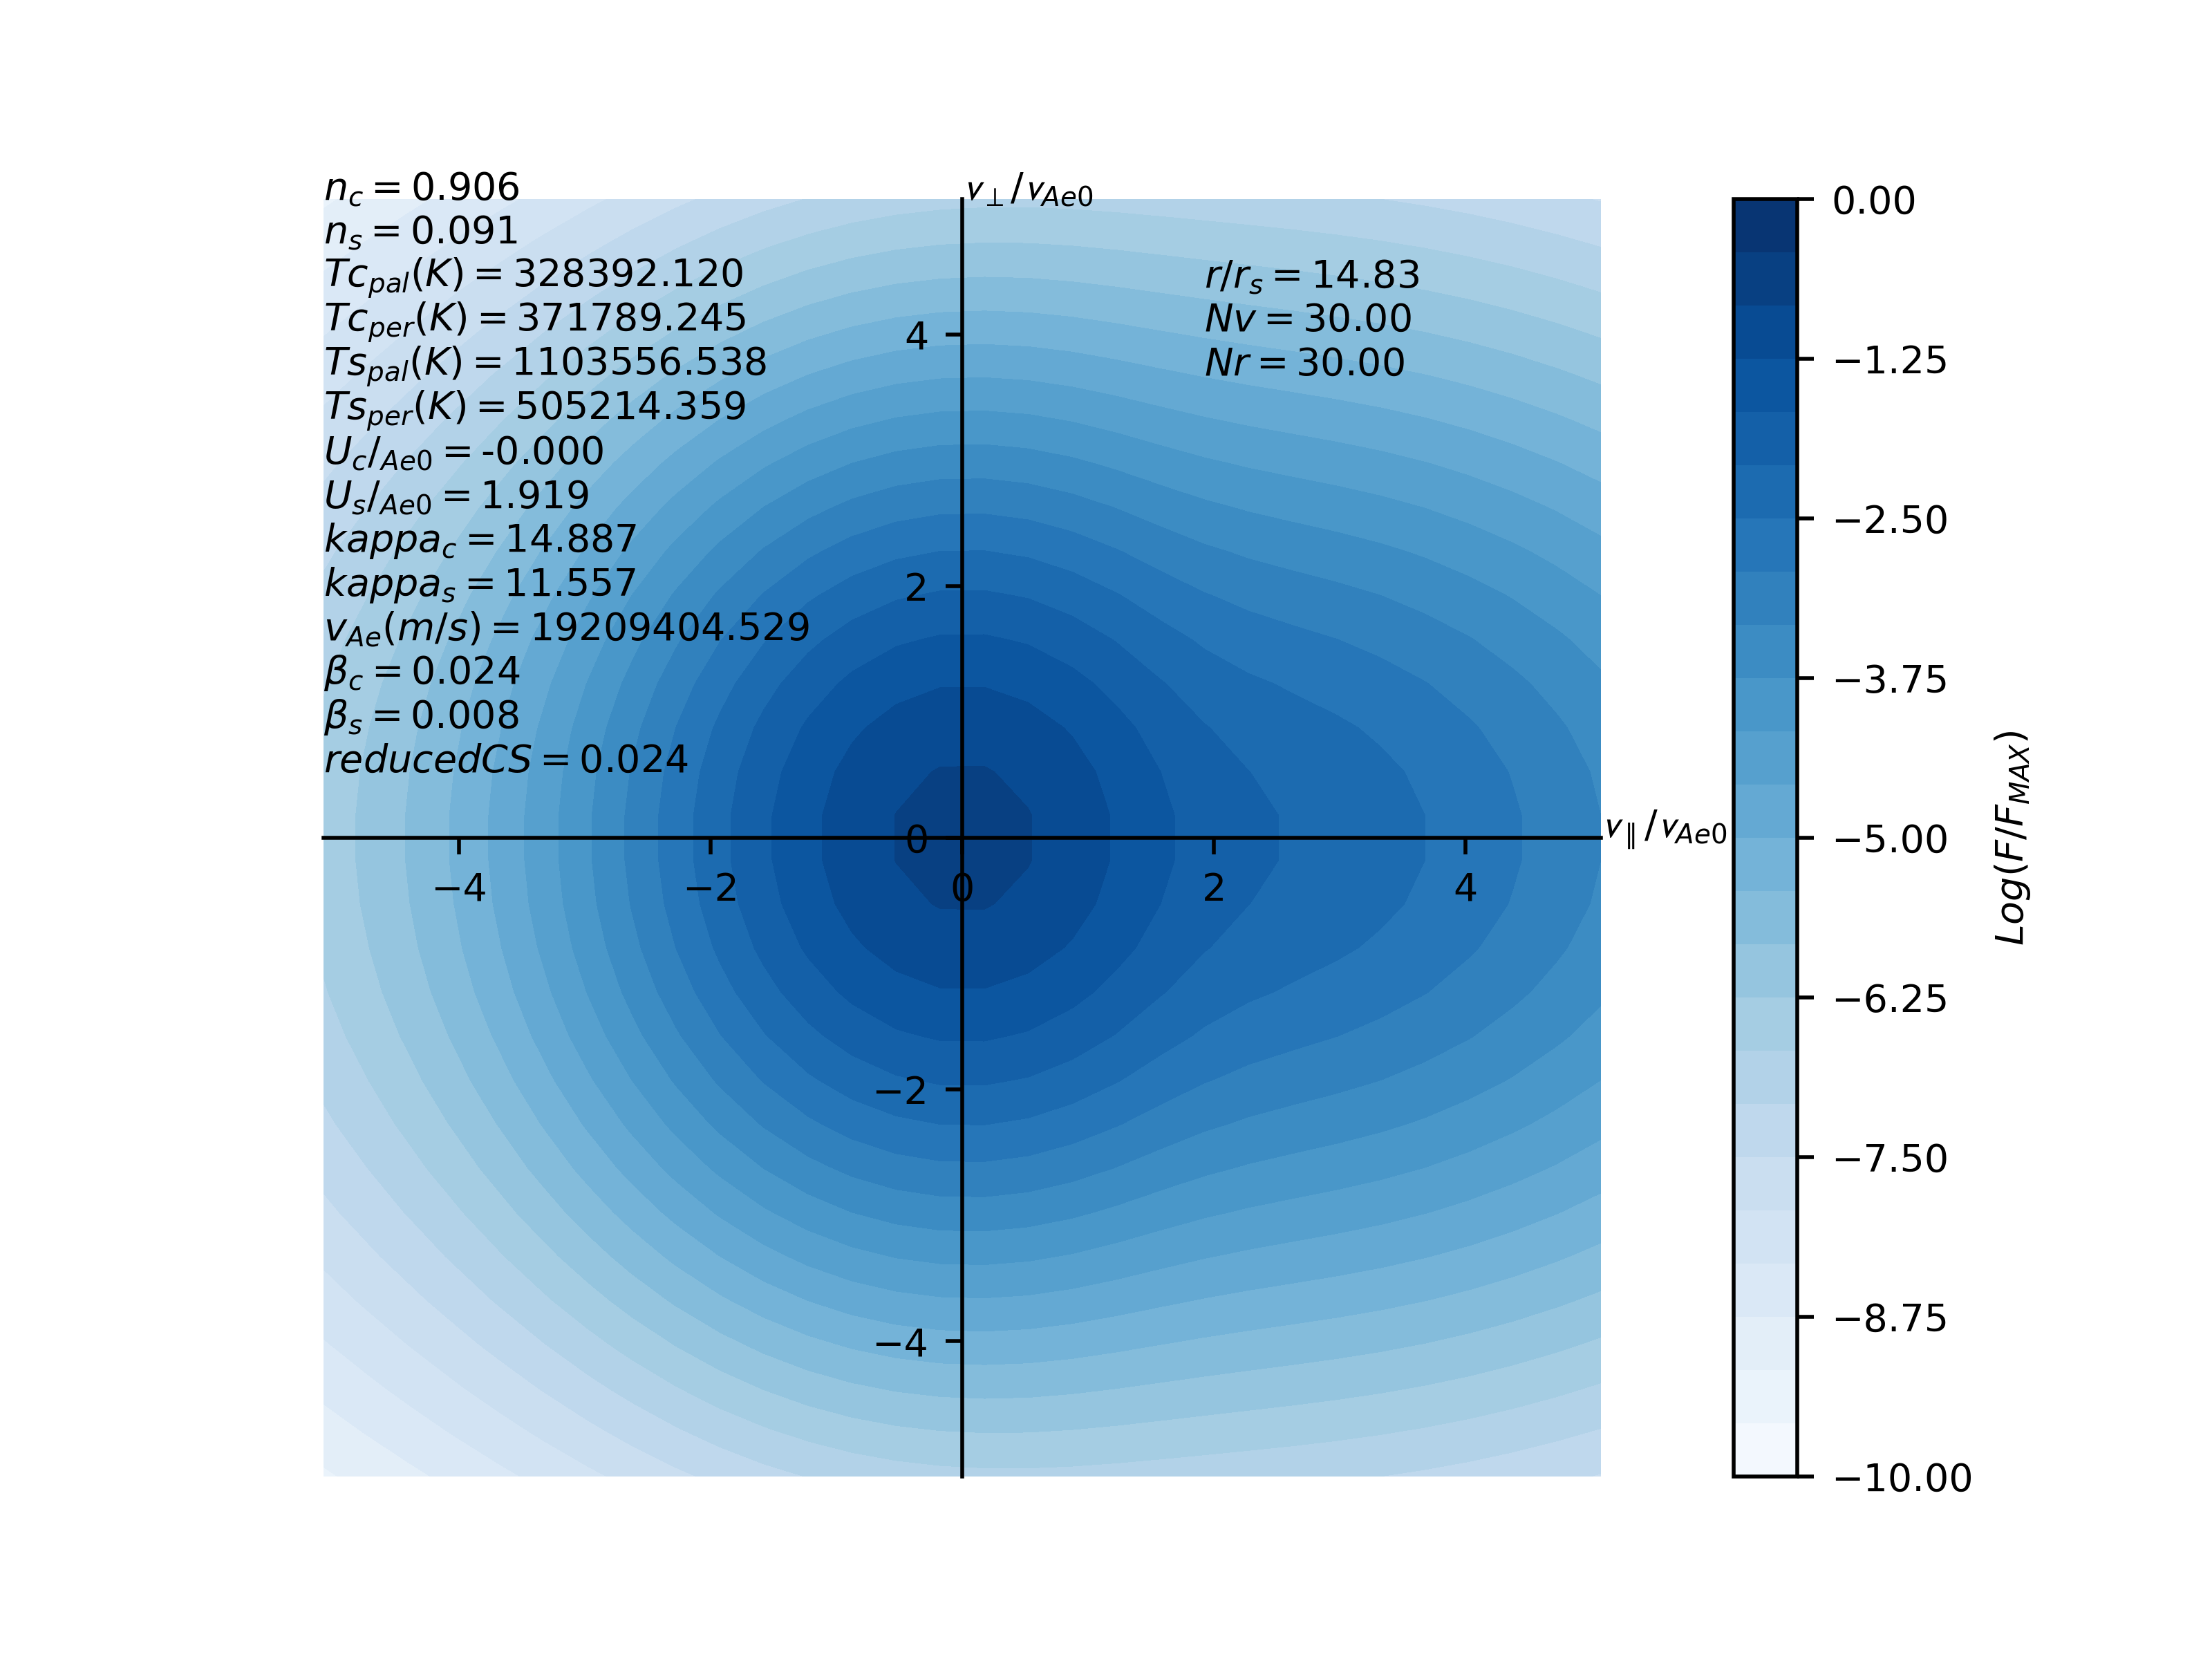 n_c = 0.906
n_s = 0.091
Tc_pal(K) = 328392.120
Tc_per(K) = 371789.245
Ts_pal(K) = 1103556.538
Ts_per(K) = 505214.359
U_c/_Ae0 = -0.000
U_s/_Ae0 = 1.919
kappa_c = 14.887
kappa_s = 11.557
v_Ae(m/s) = 19209404.529
β_c = 0.024
β_s = 0.008
reducedCS = 0.024
v_⊥/v_Ae0
r/r_s = 14.83
Nv = 30.00
Nr = 30.00
4
2
0
−2
−4
−4
−2
0
2
4
v_∥/v_Ae0
0.00
−1.25
−2.50
−3.75
−5.00
−6.25
−7.50
−8.75
−10.00
Log(F/F_MAX)